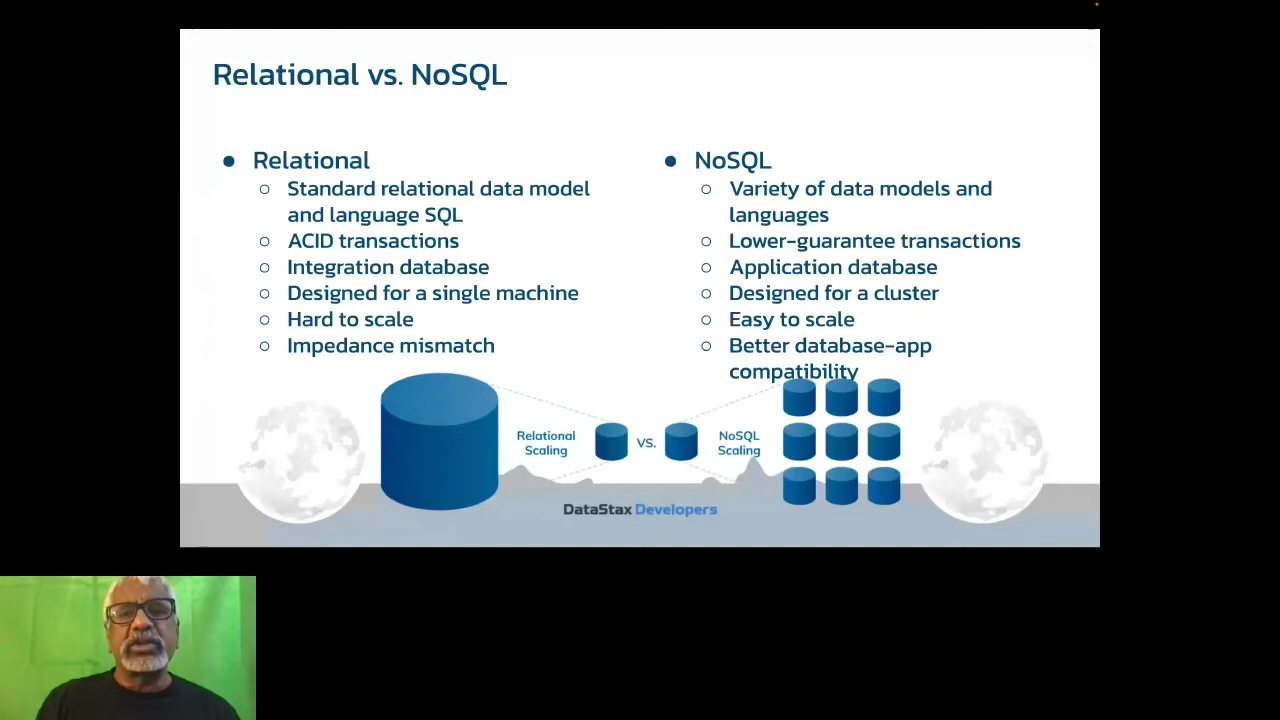 Relational vs. NoSQL
● Relational
○ Standard relational data model
and language SQL
○ ACID transactions
○ Integration database
○ Designed for a single machine
○ Hard to scale
○ Impedance mismatch
● NoSQL
○ Variety of data models and
languages
○ Lower-guarantee transactions
○ Application database
○ Designed for a cluster
○ Easy to scale
○ Better database-app
compatibility
Relational
Scaling
VS.
NoSQL
Scaling
DataStax Developers